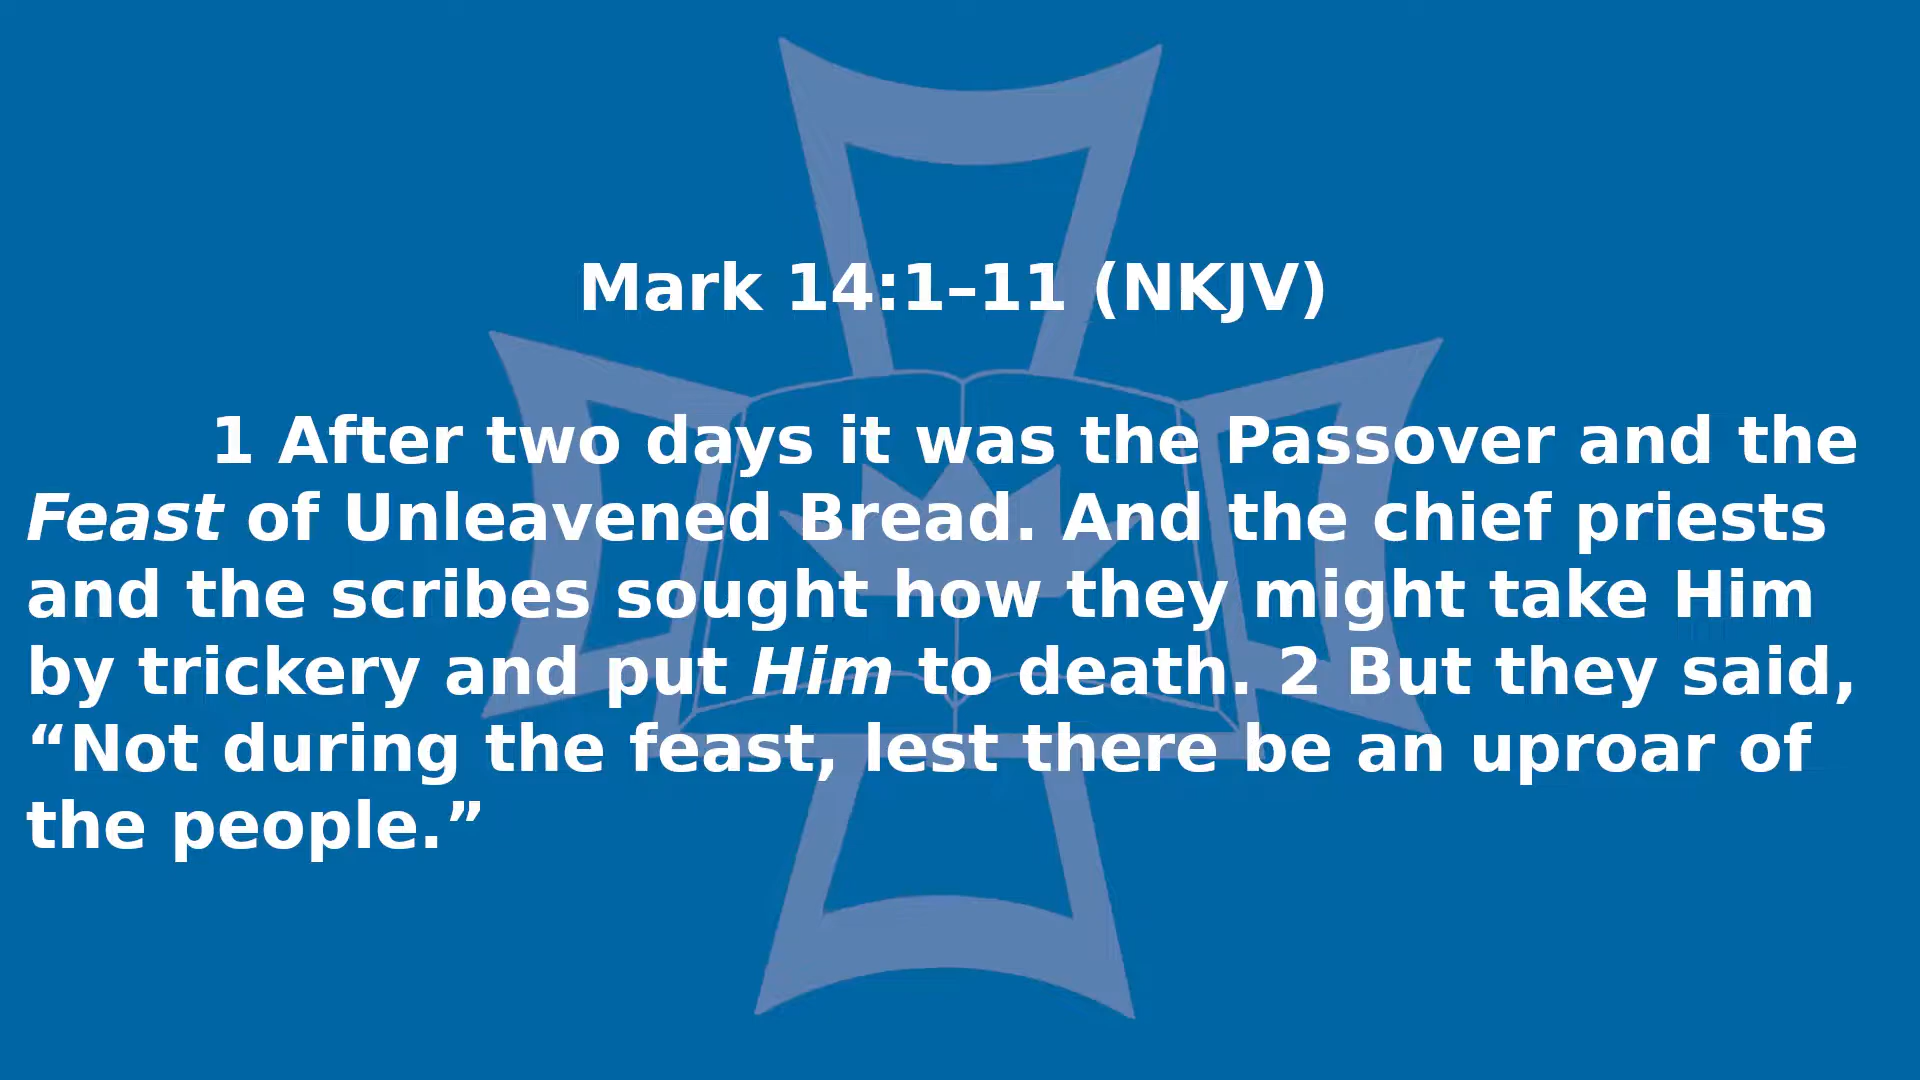 Mark 14:1–11 (NKJV)
1 After two days it was the Passover and the
Feast of Unleavened Bread. And the chief priests
and the scribes sought how they might take Him
by trickery and put Him to death. 2 But they said,
“Not during the feast, lest there be an uproar of
the people.”